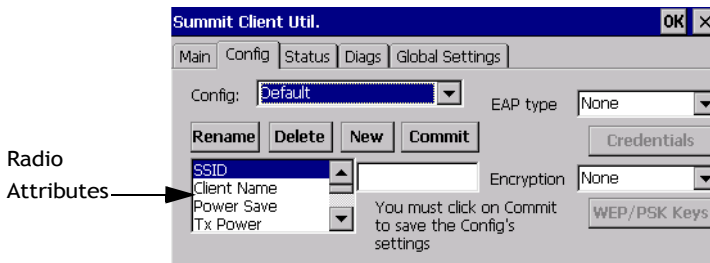 Summit Client Util. OK ×
Main Config Status Diags Global Settings
Config: Default
EAP type None
Rename Delete New Commit
Credentials
Radio
Attributes
SSID
Client Name
Power Save
Tx Power
Encryption None
You must click on Commit
to save the Config's
settings
WEP/PSK Keys